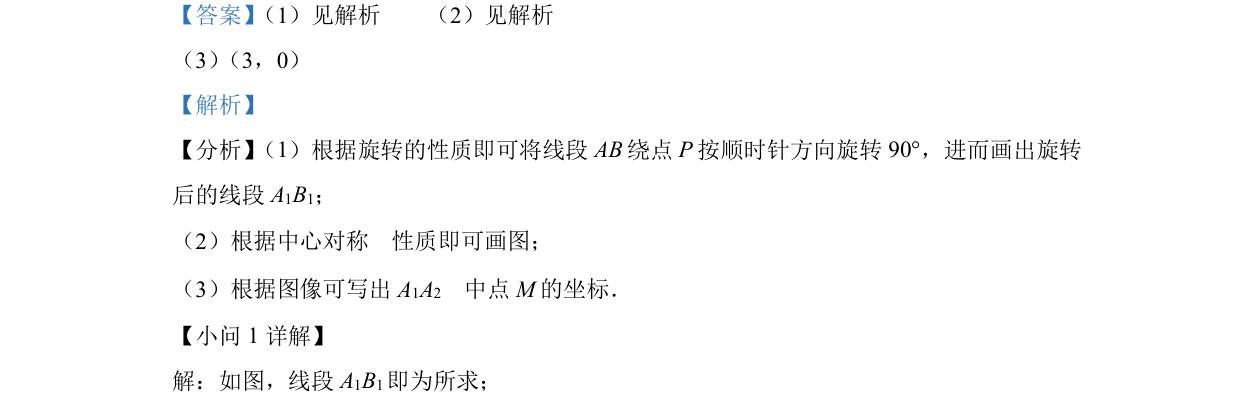 【答案】（1）见解析　　（2）见解析
（3）（3，0）
【解析】
【分析】（1）根据旋转的性质即可将线段 AB 绕点 P 按顺时针方向旋转 90°，进而画出旋转
后的线段 A₁B₁；
（2）根据中心对称　性质即可画图；
（3）根据图像可写出 A₁A₂　中点 M 的坐标．
【小问 1 详解】
解：如图，线段 A₁B₁ 即为所求；